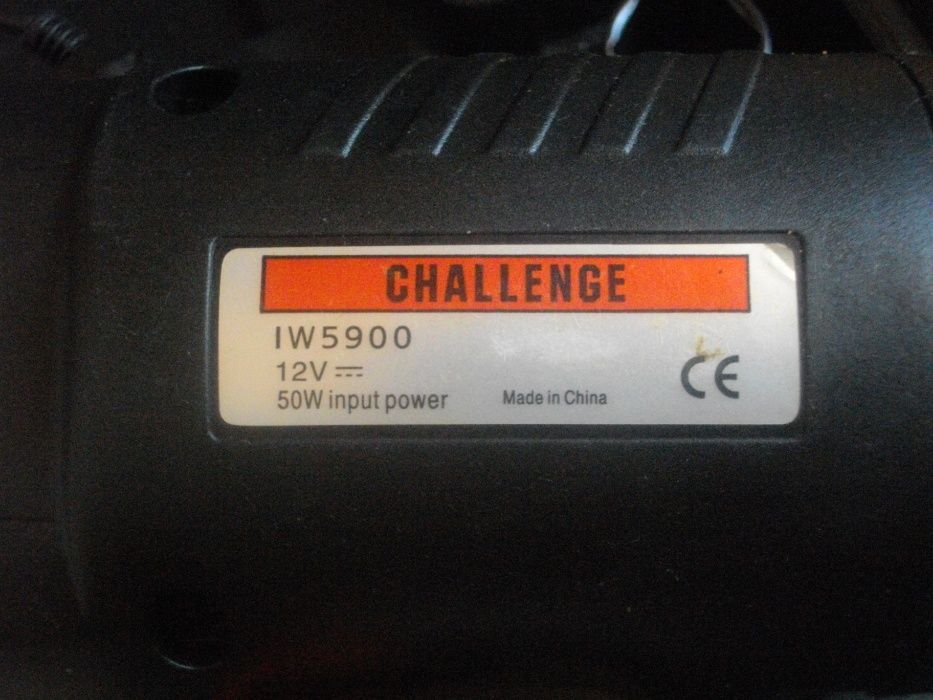 CHALLENGE
IW5900
12V ⎓
50W input power
Made in China
CE